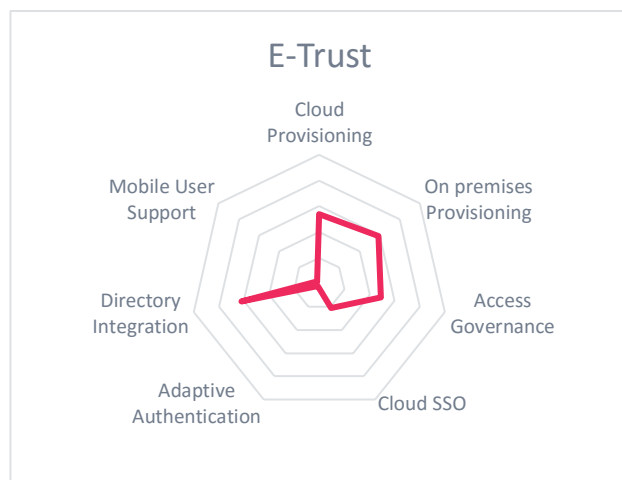 E-Trust
Cloud
Provisioning
On premises
Provisioning
Access
Governance
Cloud SSO
Adaptive
Authentication
Directory
Integration
Mobile User
Support